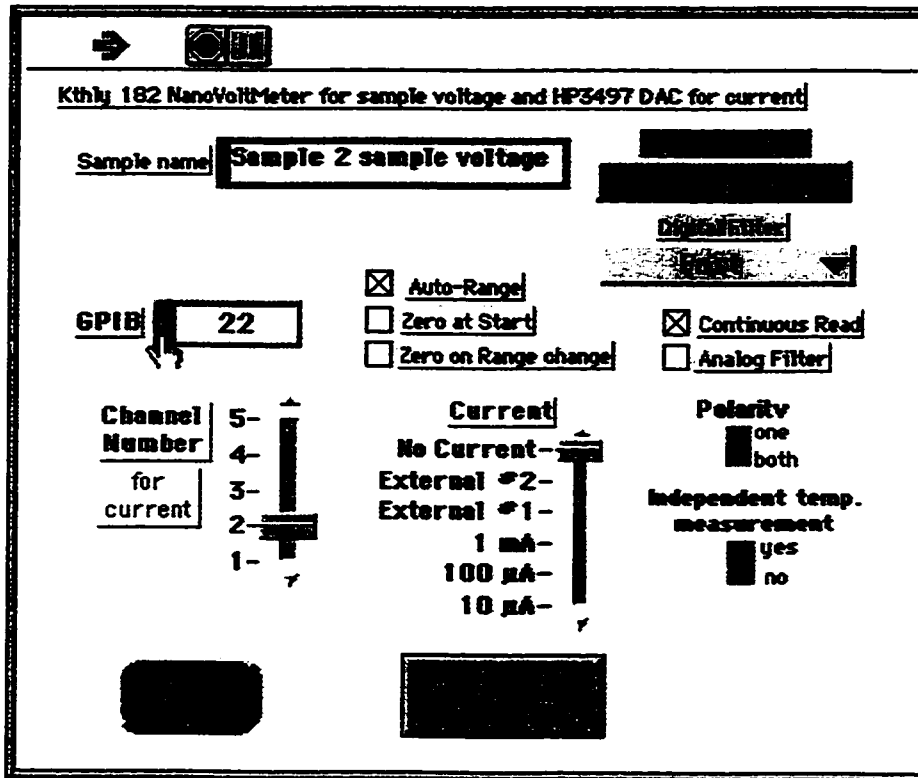 Kthly 182 NanoVoltMeter for sample voltage and HP3497 DAC for current
Sample name
Sample 2 sample voltage
Digital Filter
Auto-Range
Zero at Start
Zero on Range change
GPIB
22
Continuous Read
Analog Filter
Channel
Number
for
current
5-
4-
3-
2-
1-
Current
No Current-
External #2-
External #1-
1 mA-
100 µA-
10 µA-
Polarity
one
both
Independent temp.
measurement
yes
no